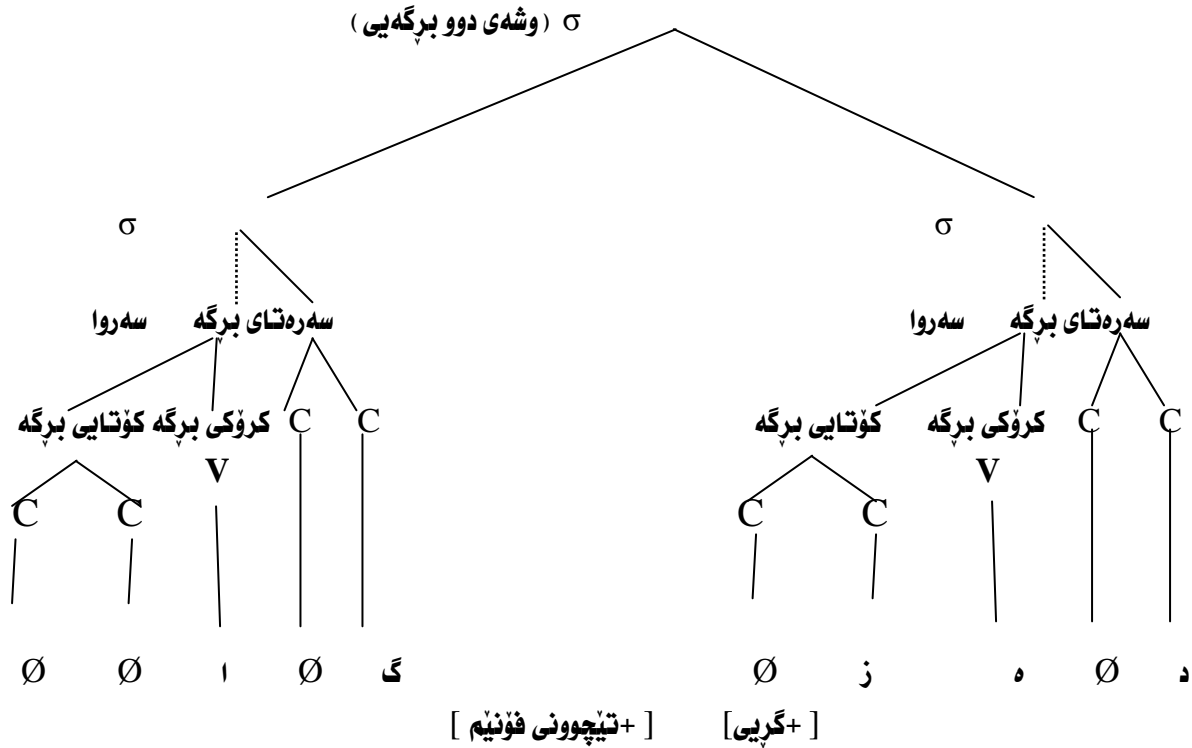 σ ( وشەی دوو بڕگەیی )
σ σ
سەرەتای بڕگە سەروا سەرەتای بڕگە سەروا
C C کرۆکی بڕگە کۆتایی بڕگە C C کرۆکی بڕگە کۆتایی بڕگە
V V
C C C C
د Ø ە ز Ø گ Ø ا Ø Ø
[ +گڕیی] [ +تێچوونی فۆنێم ]